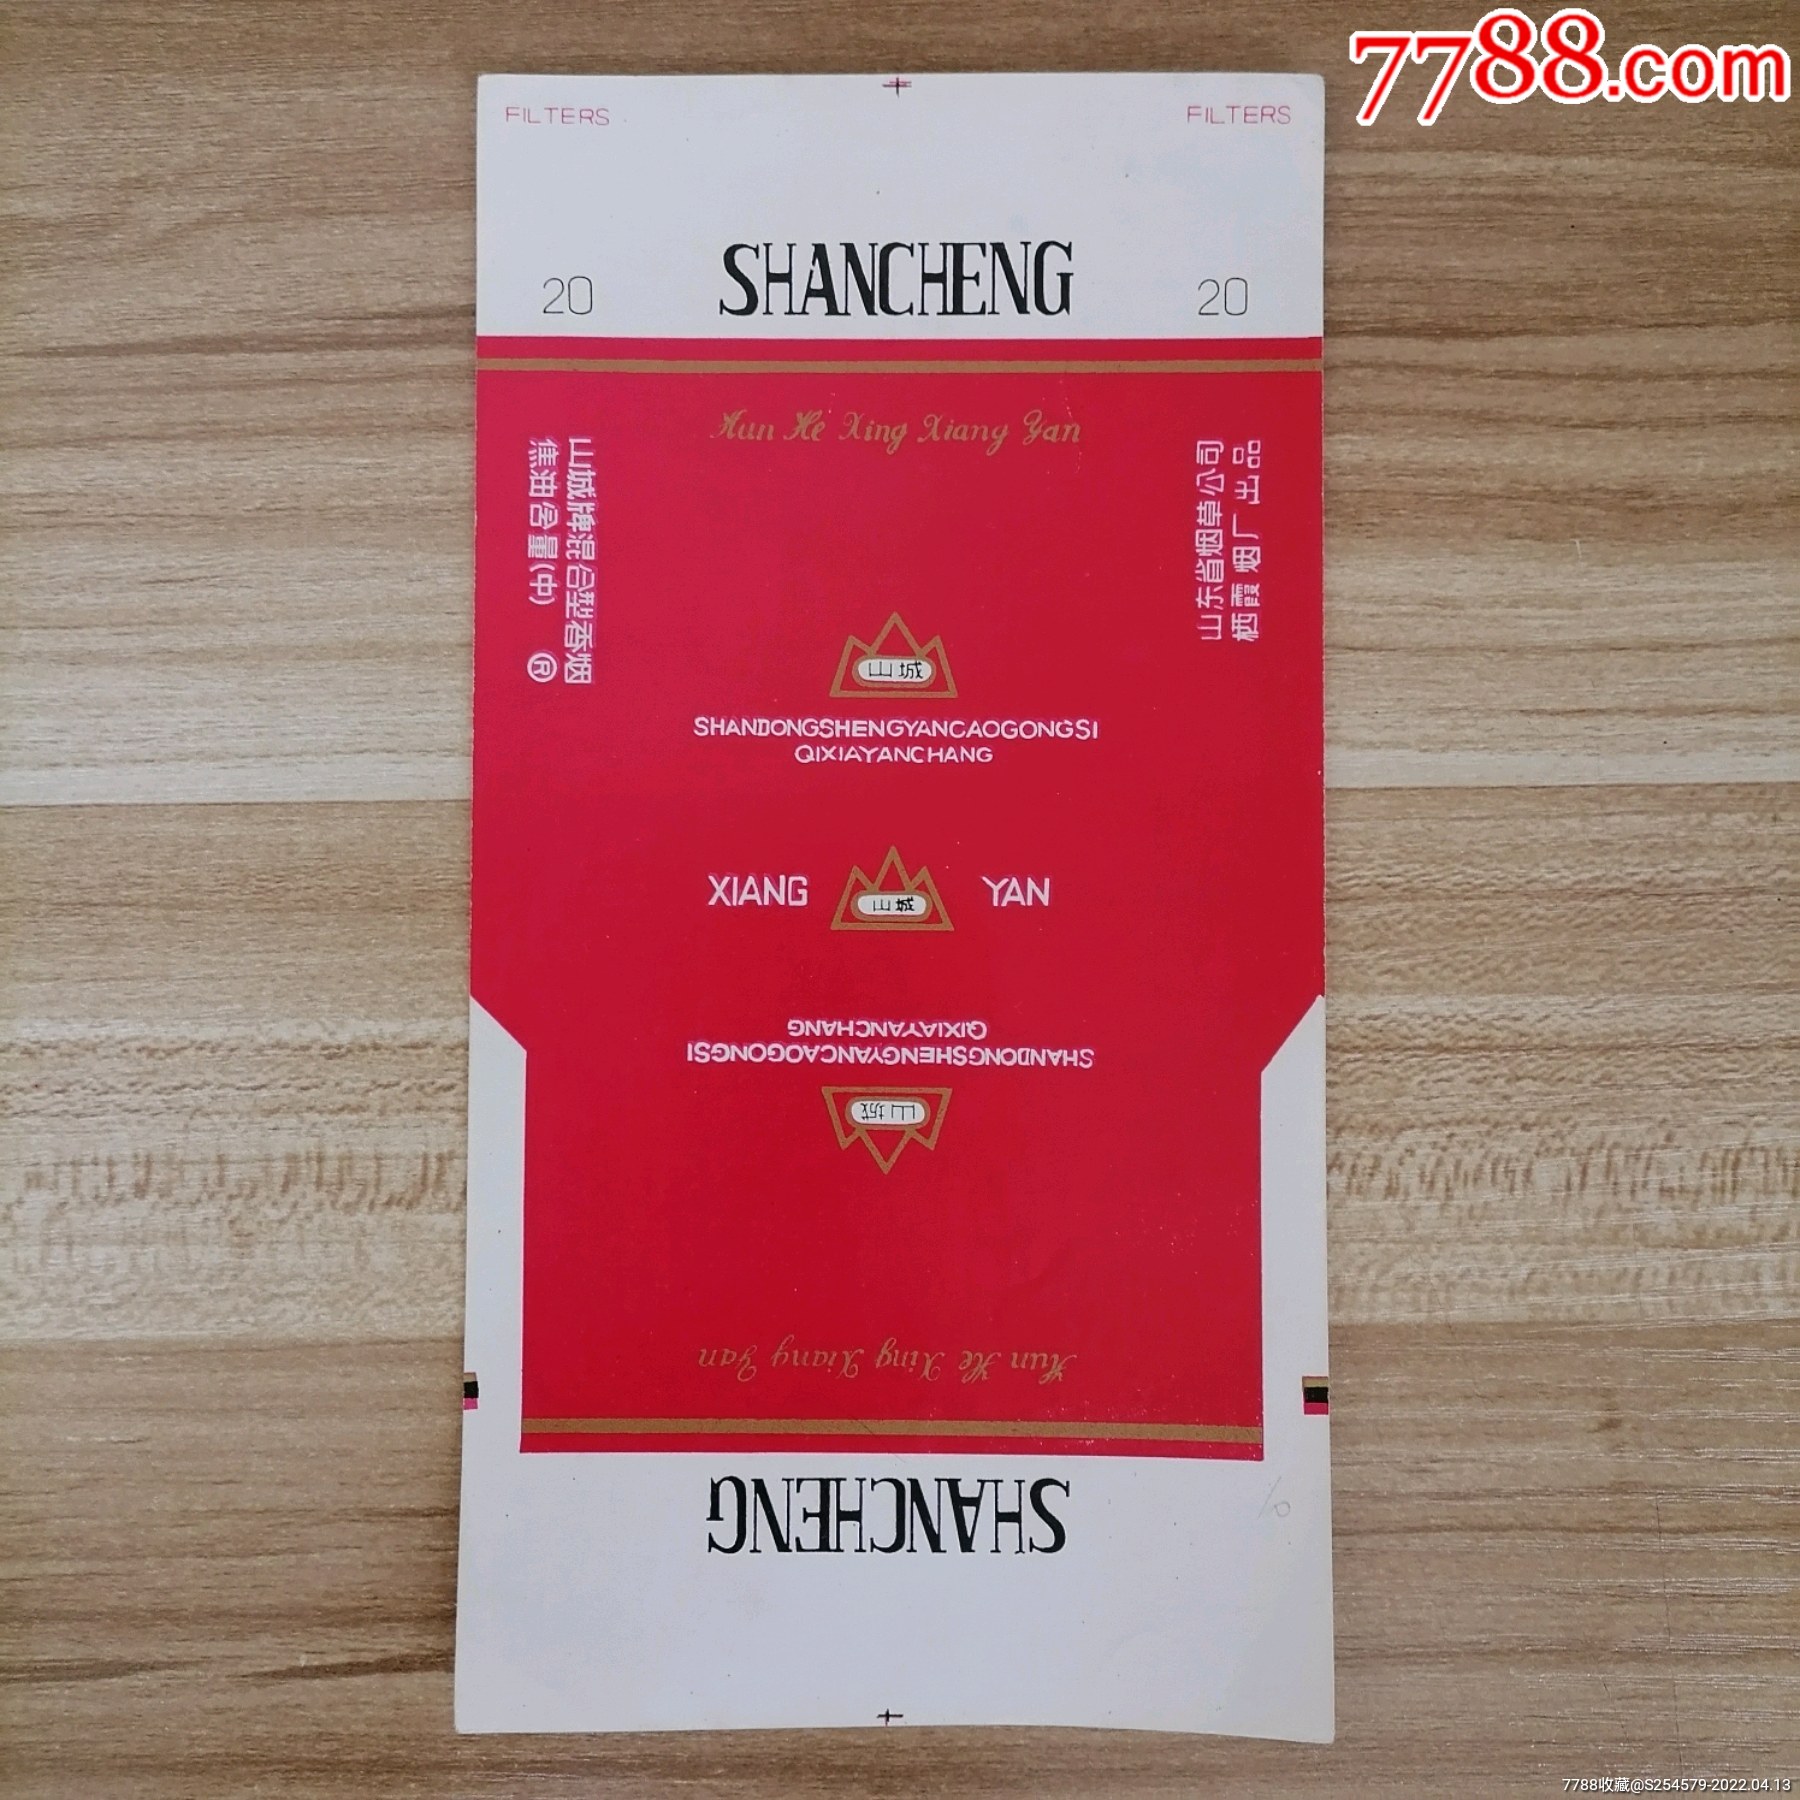 7788.com
FILTERS
FILTERS
20
SHANCHENG
20
Hun He Xing Xiang Yan
山城牌混合型香烟
焦油含量(中) ®
山东省烟草公司
栖霞烟厂出品
山城
SHANDONGSHENGYANCAOGONGSI
QIXIAYANCHANG
XIANG
山城
YAN
QIXIAYANCHANG
SHANDONGSHENGYANCAOGONGSI
山城
Hun He Xing Xiang Yan
SHANCHENG
7788收藏@S254579-2022.04.13